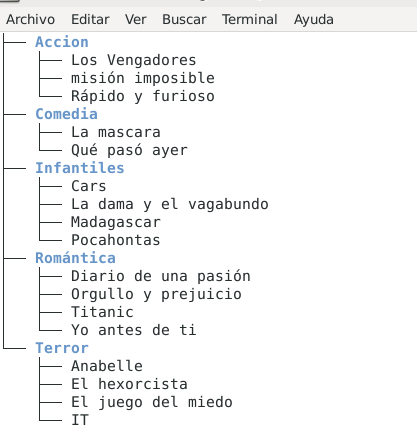 Archivo Editar Ver Buscar Terminal Ayuda
Accion
Los Vengadores
misión imposible
Rápido y furioso
Comedia
La mascara
Qué pasó ayer
Infantiles
Cars
La dama y el vagabundo
Madagascar
Pocahontas
Romántica
Diario de una pasión
Orgullo y prejuicio
Titanic
Yo antes de ti
Terror
Anabelle
El hexorcista
El juego del miedo
IT